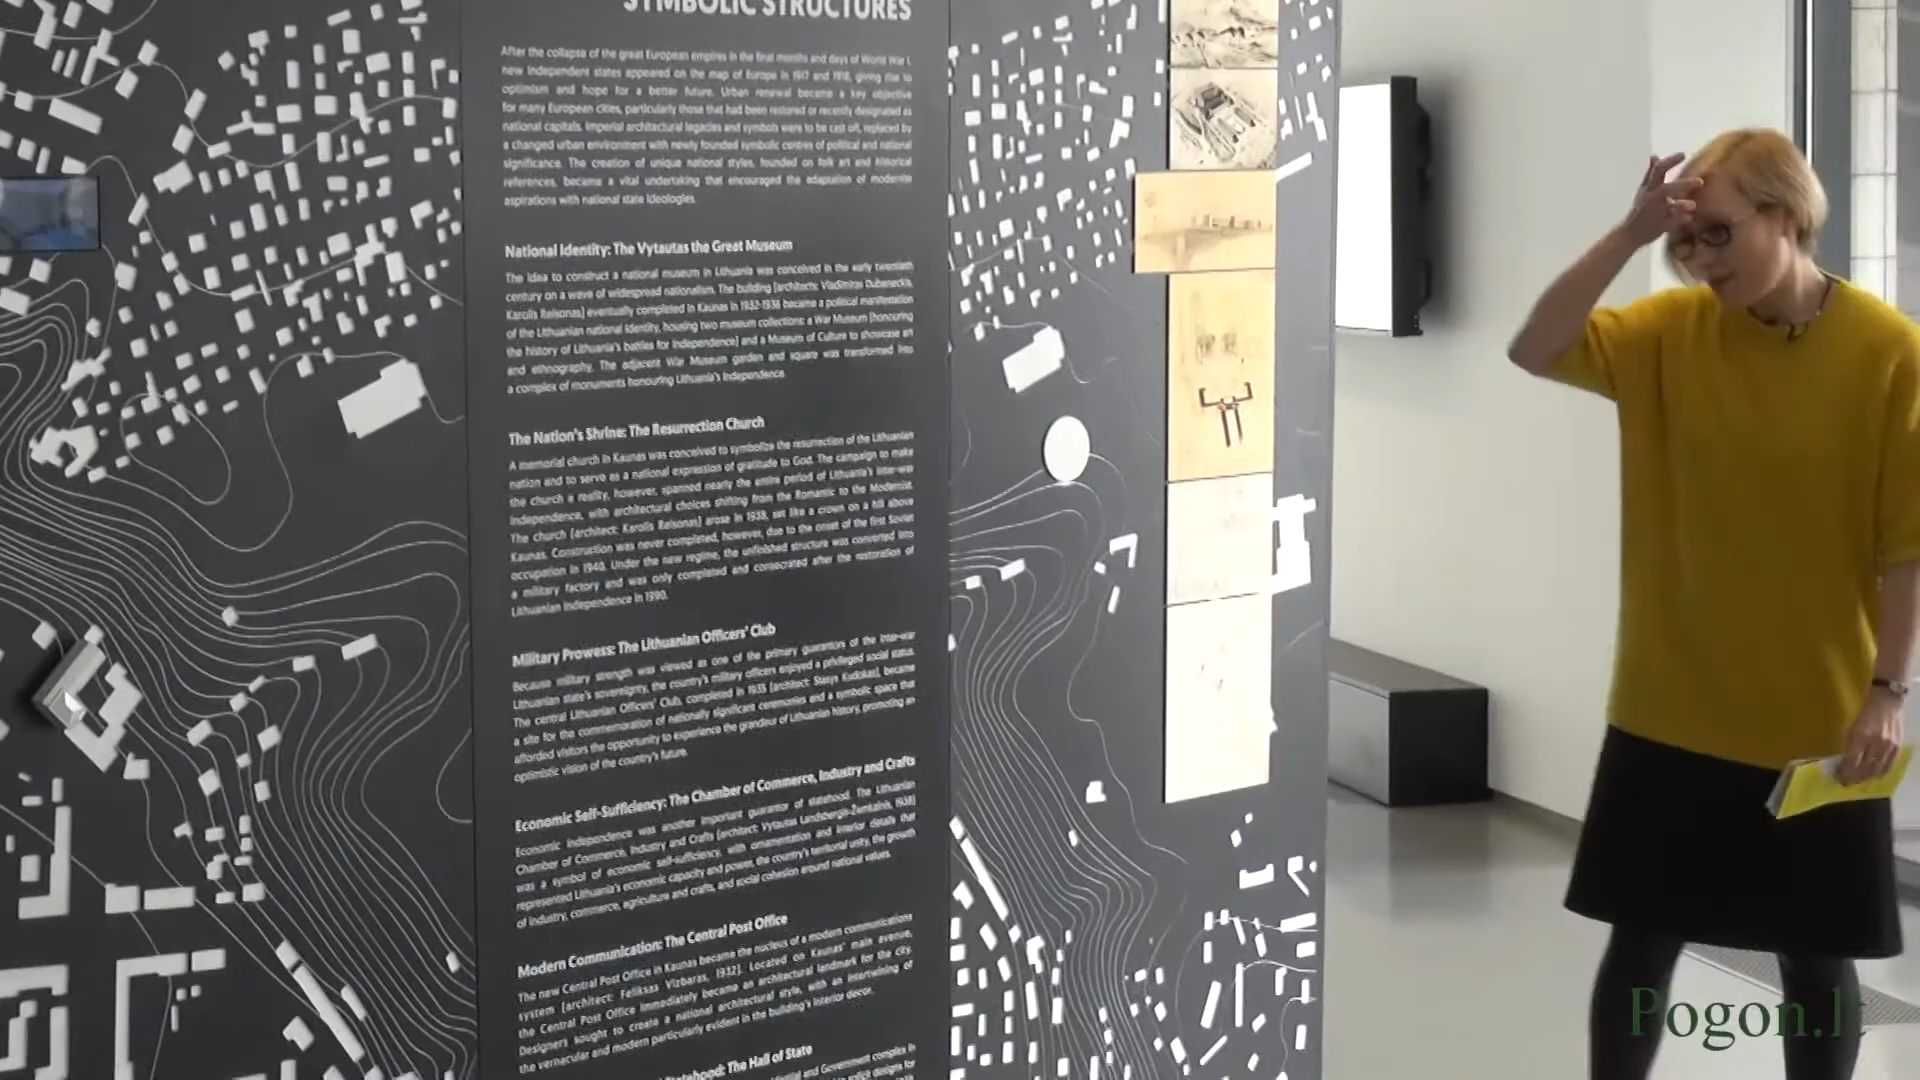 SYMBOLIC STRUCTURES
After the collapse of the great European empires in the final months and days of World War I,
new independent states appeared on the map of Europe in 1917 and 1918, giving rise to
optimism and hope for a better future. Urban renewal became a key objective
for many European cities, particularly those that had been restored or recently designated as
national capitals. Imperial architectural legacies and symbols were to be cast off, replaced by
a changed urban environment with newly founded symbolic centres of political and national
significance. The creation of unique national styles, founded on folk art and historical
references, became a vital undertaking that encouraged the adaptation of modernist
aspirations with national state ideologies.
National Identity: The Vytautas the Great Museum
The idea to construct a national museum in Lithuania was conceived in the early twentieth
century on a wave of widespread nationalism. The building (architects: Vladimiras Dubeneckis,
Karolis Reisonas) eventually completed in Kaunas in 1932-1936 became a political manifestation
of the Lithuanian national identity, housing two museum collections: a War Museum (honouring
the history of Lithuania's battles for independence) and a Museum of Culture to showcase art
and ethnography. The adjacent War Museum garden and square was transformed into
a complex of monuments honouring Lithuania's independence.
The Nation's Shrine: The Resurrection Church
A memorial church in Kaunas was conceived to symbolize the resurrection of the Lithuanian
nation and to serve as a national expression of gratitude to God. The campaign to make
the church a reality, however, spanned nearly the entire period of Lithuania's inter-war
independence, with architectural choices shifting from the Romantic to the Modernist.
The church (architect: Karolis Reisonas) arose in 1938, set like a crown on a hill above
Kaunas. Construction was never completed, however, due to the onset of the first Soviet
occupation in 1940. Under the new regime, the unfinished structure was converted into
a military factory and was only completed and consecrated after the restoration of
Lithuanian independence in 1990.
Military Prowess: The Lithuanian Officers' Club
Because military strength was viewed as one of the primary guarantors of the inter-war
Lithuanian state's sovereignty, the country's military officers enjoyed a privileged social status.
The central Lithuanian Officers' Club, completed in 1935 (architect: Stasys Kudokas), became
a site for the commemoration of nationally significant ceremonies and a symbolic space that
afforded visitors the opportunity to experience the grandeur of Lithuanian history, promoting an
optimistic vision of the country's future.
Economic Self-Sufficiency: The Chamber of Commerce, Industry and Crafts
Economic independence was another important guarantor of statehood. The Lithuanian
Chamber of Commerce, Industry and Crafts (architect: Vytautas Landsbergis-Žemkalnis, 1938)
was a symbol of economic self-sufficiency, with ornamentation and interior details that
represented Lithuania's economic capacity and power, the country's territorial unity, the growth
of industry, commerce, agriculture and crafts, and social cohesion around national values.
Modern Communication: The Central Post Office
The new Central Post Office in Kaunas became the nucleus of a modern communications
system (architect: Feliksas Vizbaras, 1932). Located on Kaunas' main avenue,
the Central Post Office immediately became an architectural landmark for the city.
Designers sought to create a national architectural style, with an intertwining of
the vernacular and modern particularly evident in the building's interior decor.
Statehood: The Hall of State
and Government complex in
designs for
Pogon.lt